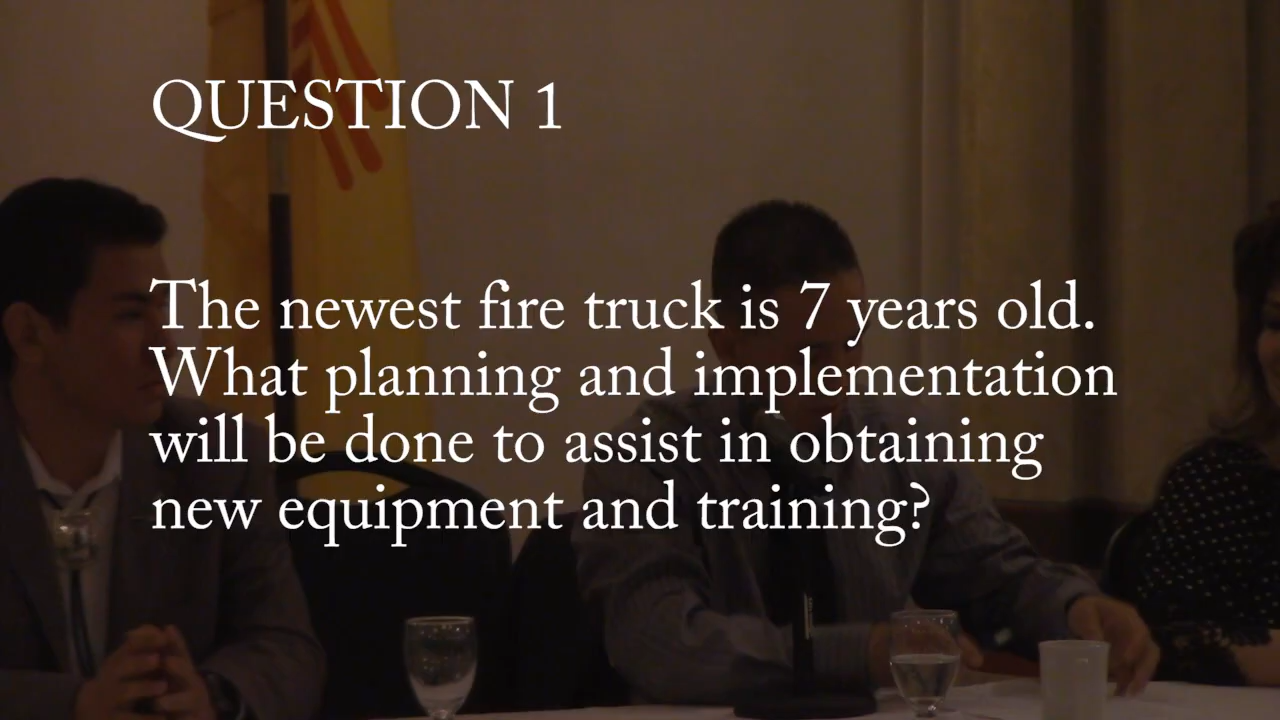 QUESTION 1
The newest fire truck is 7 years old.
What planning and implementation
will be done to assist in obtaining
new equipment and training?